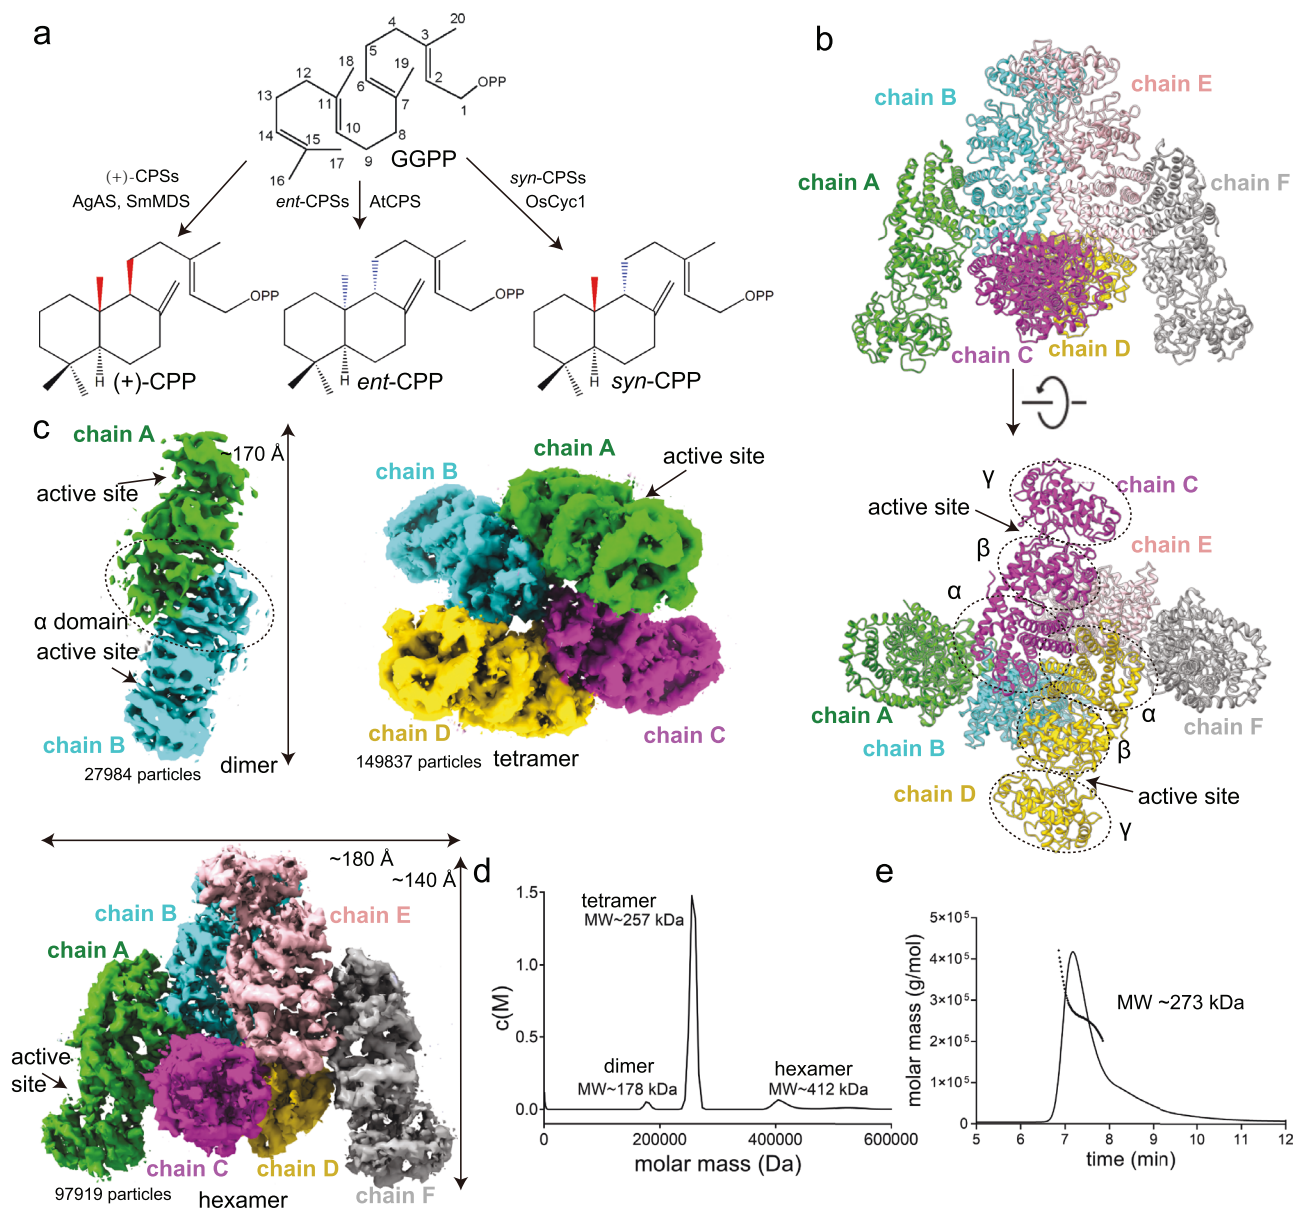 a
4
20
3
5
2
OPP
1
18
19
12
6
7
13
11
10
8
14
15
17
9
16
GGPP
(+)-CPSs
AgAS, SmMDS
ent-CPSs
AtCPS
syn-CPSs
OsCyc1
OPP
H
(+)-CPP
OPP
H
ent-CPP
OPP
H
syn-CPP
b
chain B
chain E
chain A
chain F
chain C
chain D
γ
chain C
active site
β
chain E
α
chain A
α
chain F
chain B
β
chain D
active site
γ
c
chain A
~170 Å
active site
α domain
active site
chain B
27984 particles
dimer
chain A
chain B
active site
chain D
chain C
149837 particles
tetramer
~180 Å
~140 Å
chain B
chain E
chain A
active
site
chain C
chain D
chain F
97919 particles
hexamer
d
1.5
1.0
0.5
0.0
c(M)
tetramer
MW~257 kDa
dimer
MW~178 kDa
hexamer
MW~412 kDa
0
200000
400000
600000
molar mass (Da)
e
5×10⁵
4×10⁵
3×10⁵
2×10⁵
1×10⁵
0
molar mass (g/mol)
MW ~273 kDa
5
6
7
8
9
10
11
12
time (min)